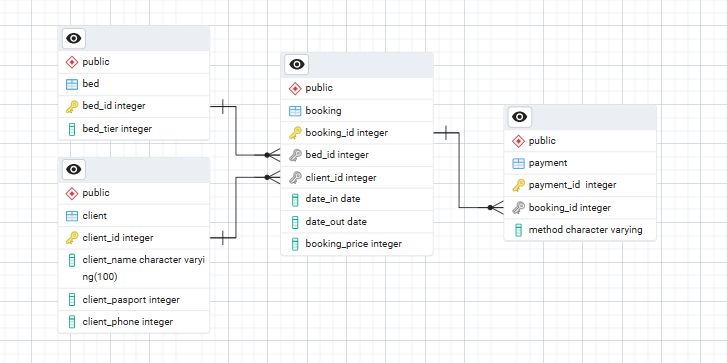 public
bed
bed_id integer
bed_tier integer
public
client
client_id integer
client_name character varyi
ng(100)
client_pasport integer
client_phone integer
public
booking
booking_id integer
bed_id integer
client_id integer
date_in date
date_out date
booking_price integer
public
payment
payment_id integer
booking_id integer
method character varying